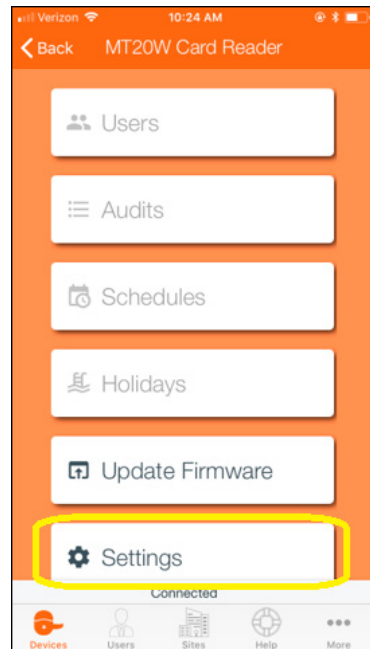 Verizon 10:24 AM
Back MT20W Card Reader
Users
Audits
Schedules
Holidays
Update Firmware
Settings
Connected
Devices Users Sites Help More